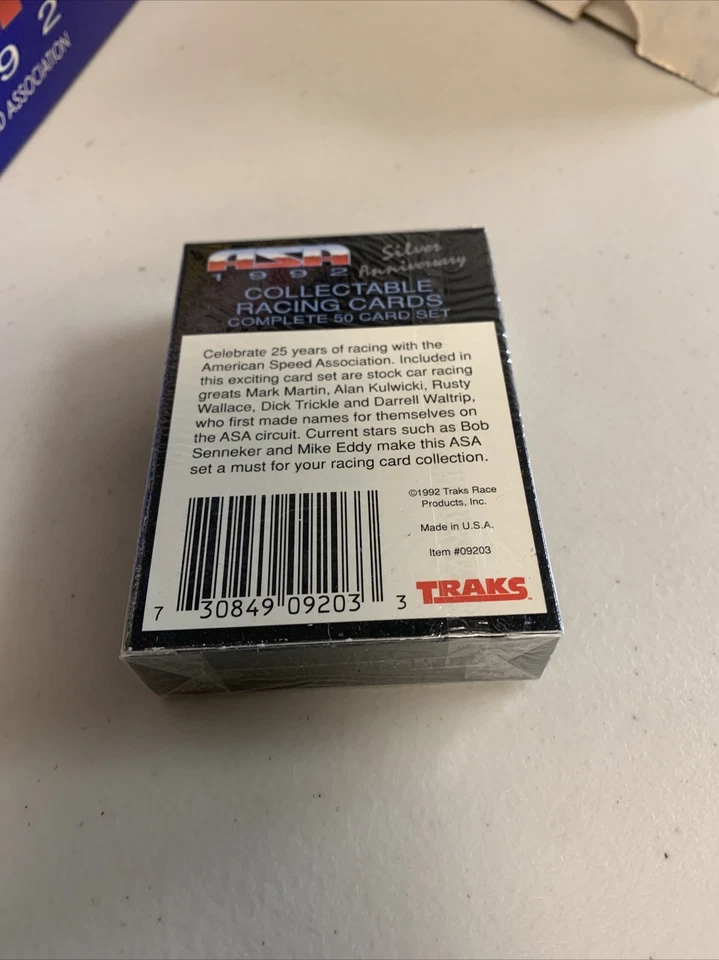 9 2
D ASSOCIATION
ASA Silver
1992 Anniversary
COLLECTABLE
RACING CARDS
COMPLETE 50 CARD SET
Celebrate 25 years of racing with the
American Speed Association. Included in
this exciting card set are stock car racing
greats Mark Martin, Alan Kulwicki, Rusty
Wallace, Dick Trickle and Darrell Waltrip,
who first made names for themselves on
the ASA circuit. Current stars such as Bob
Senneker and Mike Eddy make this ASA
set a must for your racing card collection.
©1992 Traks Race
Products, Inc.
Made in U.S.A.
Item #09203
TRAKS™
7 30849 09203 3